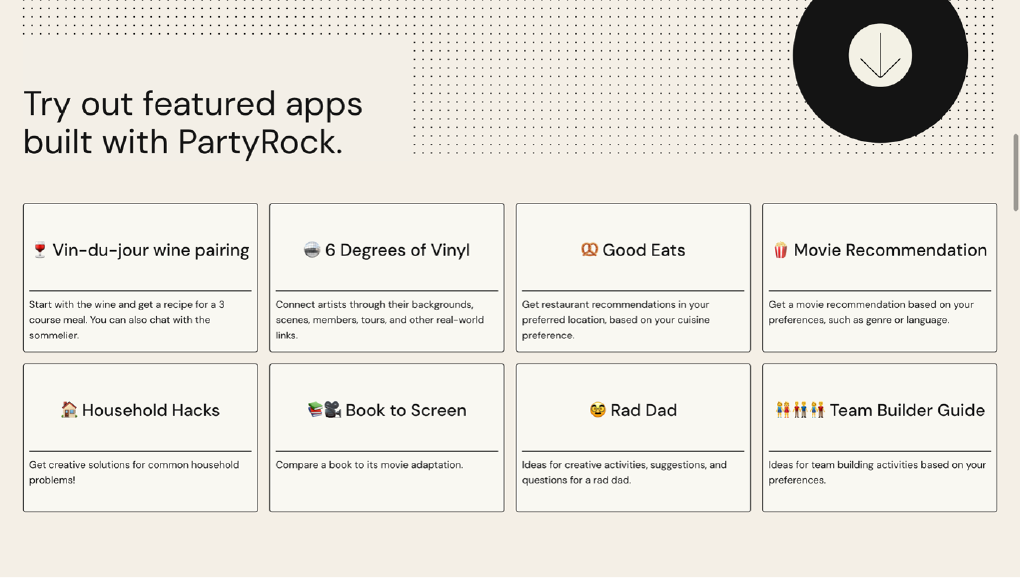 Try out featured apps
built with PartyRock.
🍷 Vin-du-jour wine pairing
Start with the wine and get a recipe for a 3
course meal. You can also chat with the
sommelier.
6 Degrees of Vinyl
Connect artists through their backgrounds,
scenes, members, tours, and other real-world
links.
🥨 Good Eats
Get restaurant recommendations in your
preferred location, based on your cuisine
preference.
🍿 Movie Recommendation
Get a movie recommendation based on your
preferences, such as genre or language.
🏠 Household Hacks
Get creative solutions for common household
problems!
📚🎥 Book to Screen
Compare a book to its movie adaptation.
🥸 Rad Dad
Ideas for creative activities, suggestions, and
questions for a rad dad.
👭👬👫 Team Builder Guide
Ideas for team building activities based on your
preferences.